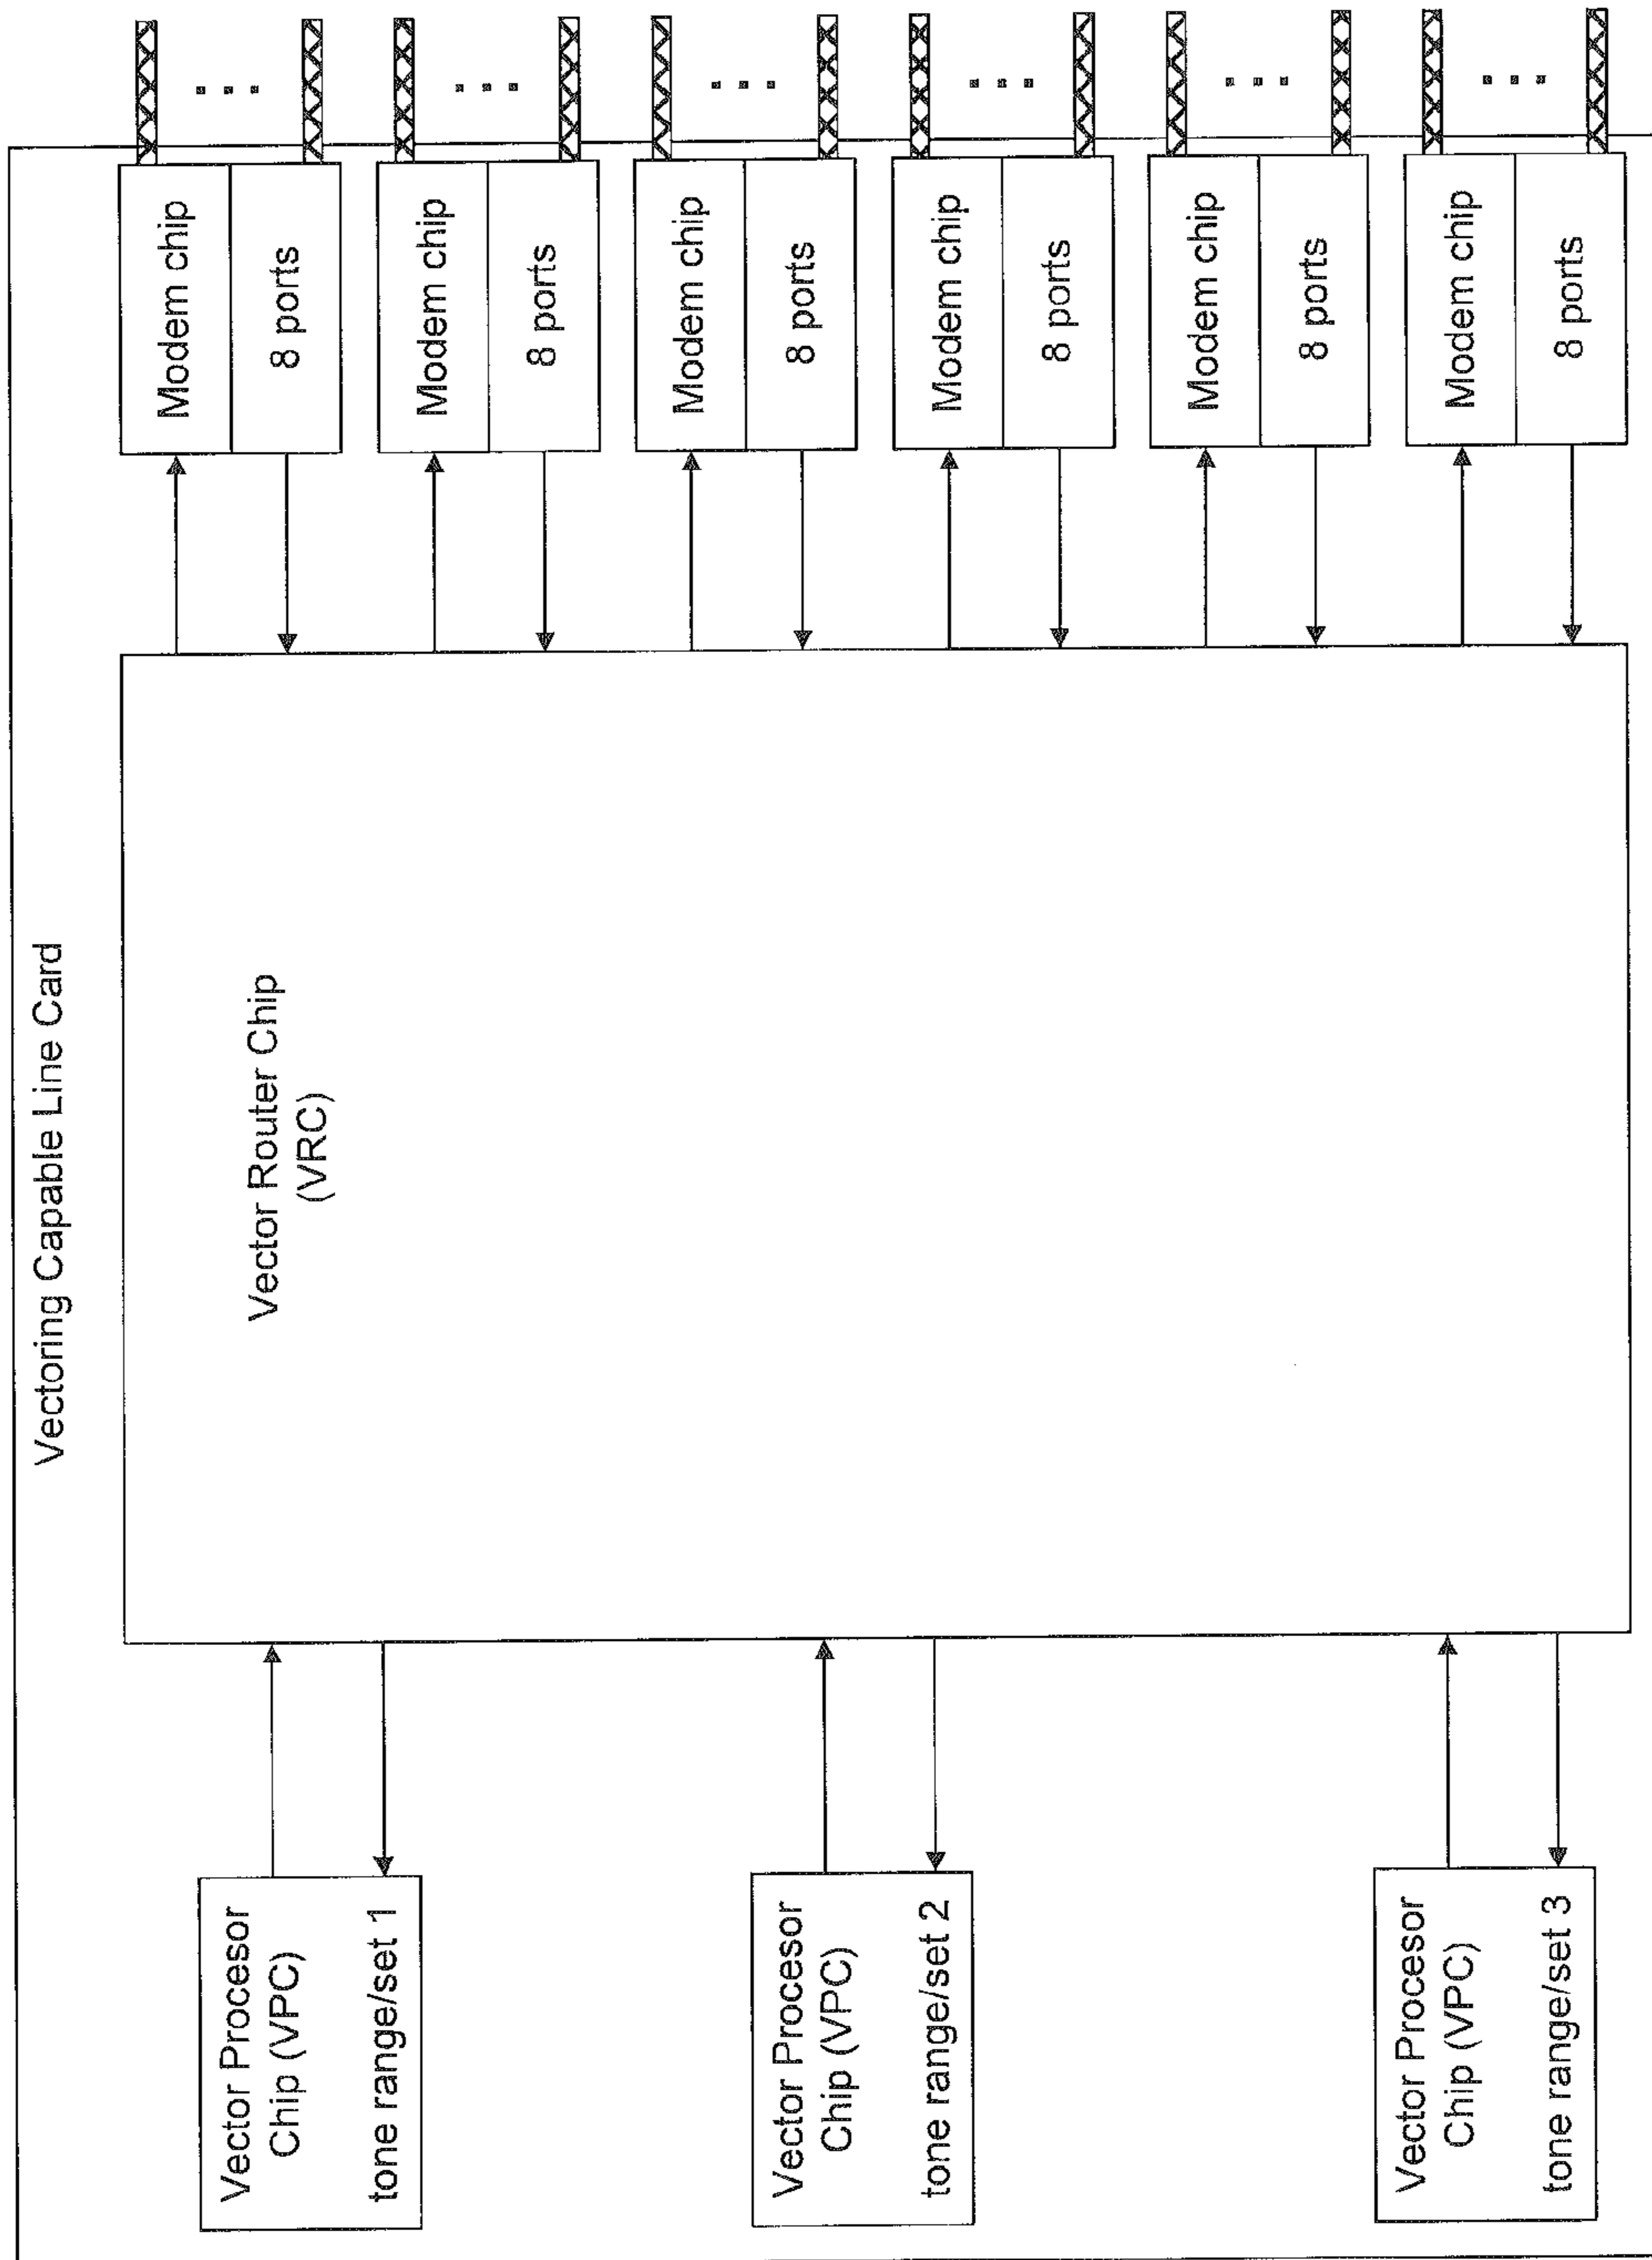 Vectoring Capable Line Card
Vector Procesor
Chip (VPC)
tone range/set 1
Vector Procesor
Chip (VPC)
tone range/set 2
Vector Procesor
Chip (VPC)
tone range/set 3
Vector Router Chip
(VRC)
Modem chip
8 ports
Modem chip
8 ports
Modem chip
8 ports
Modem chip
8 ports
Modem chip
8 ports
Modem chip
8 ports